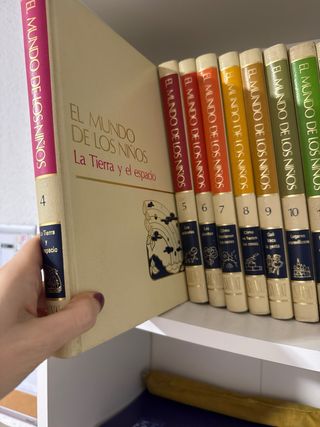 EL MUNDO DE LOS NIÑOS
4
La Tierra
y
el espacio
EL MUNDO
DE LOS NIÑOS
La Tierra y el espacio
EL MUNDO DE LOS NIÑOS
5
EL MUNDO DE LOS NIÑOS
6
EL MUNDO DE LOS NIÑOS
7
EL MUNDO DE LOS NIÑOS
8
EL MUNDO DE LOS NIÑOS
9
EL MUNDO DE LOS NIÑOS
10
Lugares
EL MUNDO DE LOS NIÑOS